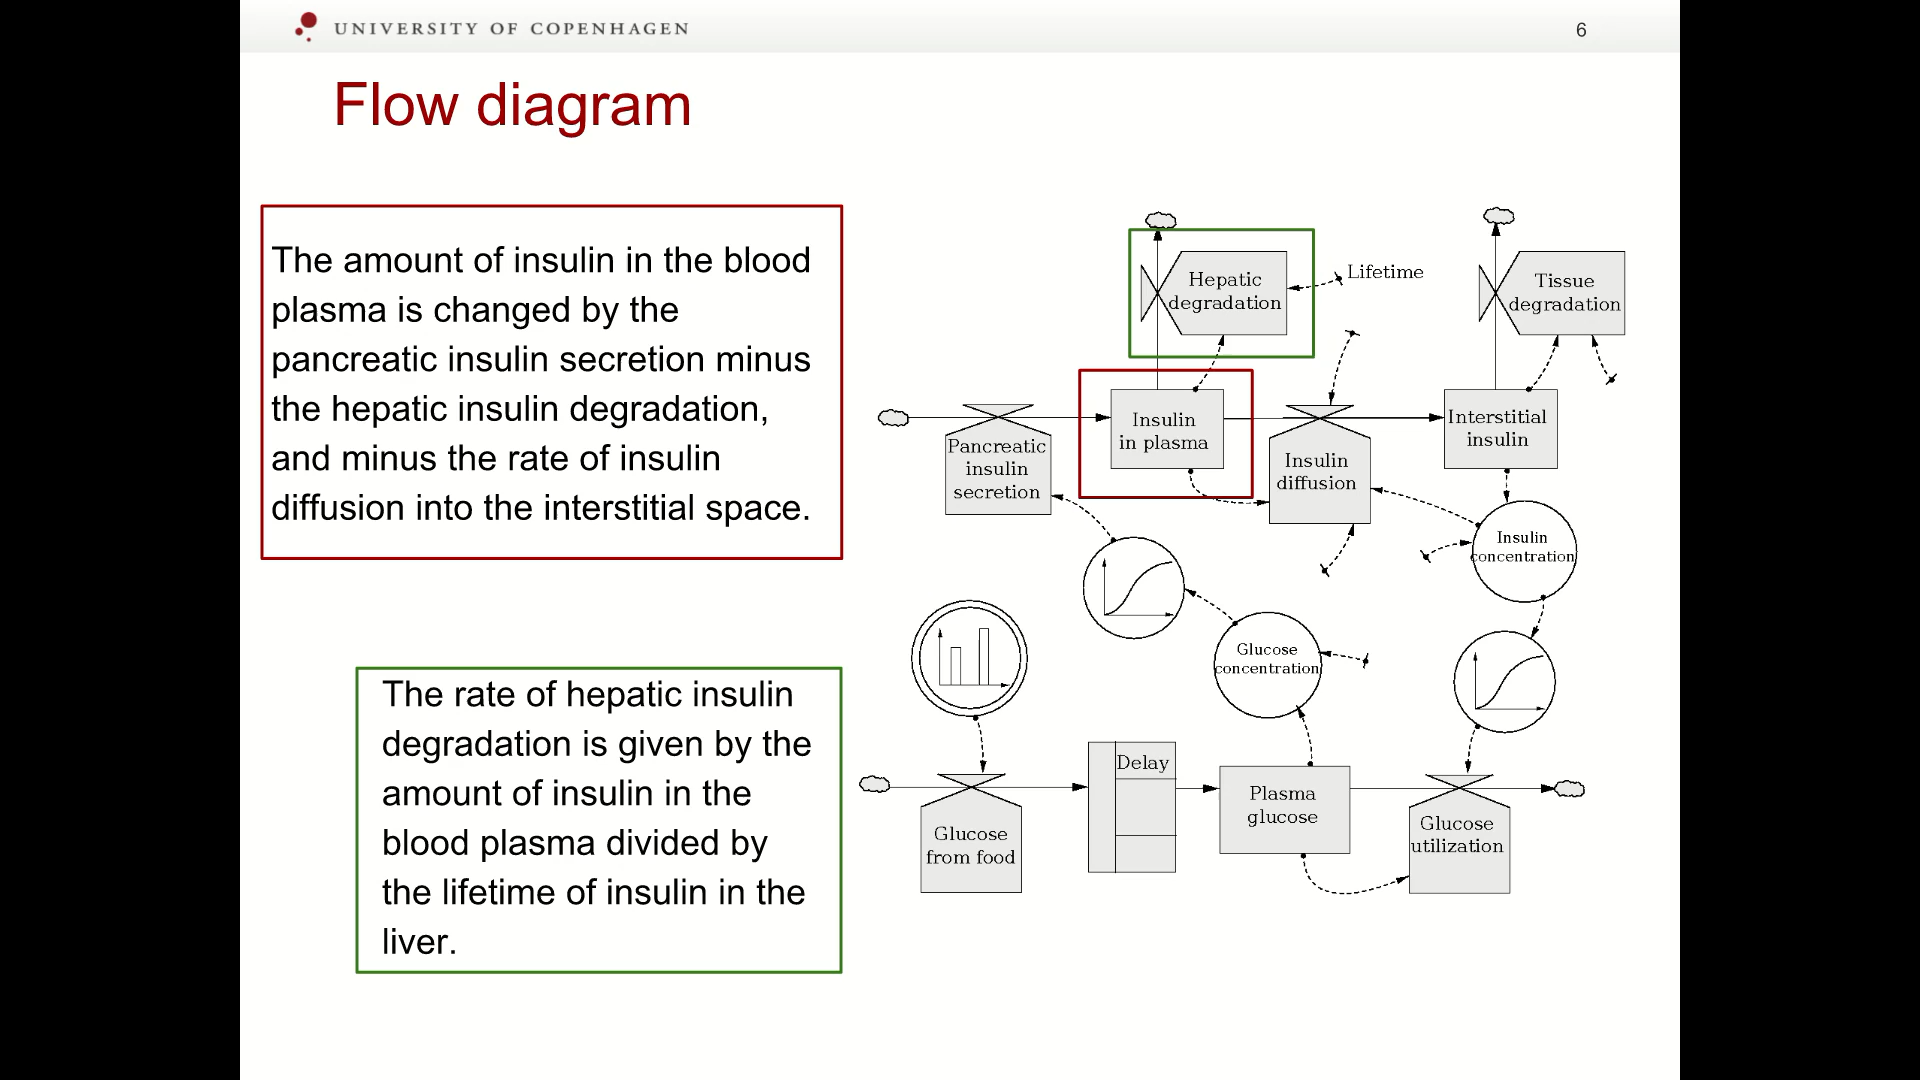 UNIVERSITY OF COPENHAGEN
6
Flow diagram
The amount of insulin in the blood
plasma is changed by the
pancreatic insulin secretion minus
the hepatic insulin degradation,
and minus the rate of insulin
diffusion into the interstitial space.
The rate of hepatic insulin
degradation is given by the
amount of insulin in the
blood plasma divided by
the lifetime of insulin in the
liver.
Hepatic
degradation
Lifetime
Tissue
degradation
Pancreatic
insulin
secretion
Insulin
in plasma
Insulin
diffusion
Interstitial
insulin
Insulin
concentration
Glucose
concentration
Glucose
from food
Delay
Plasma
glucose
Glucose
utilization